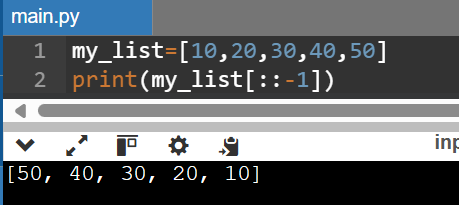 main.py
1 my_list=[10,20,30,40,50]
2 print(my_list[::-1])
inp
[50, 40, 30, 20, 10]